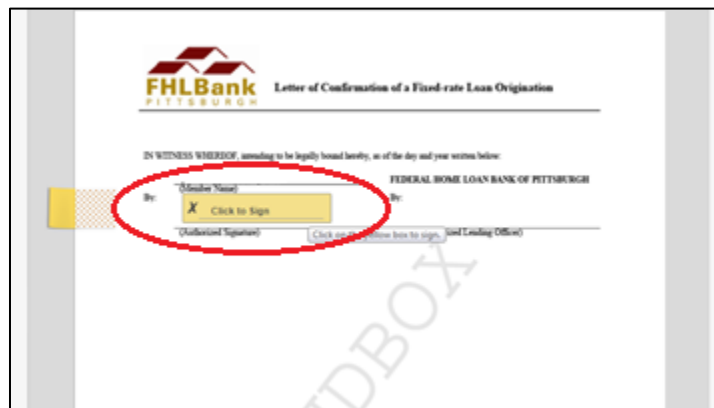 FHLBank
PITTSBURGH
Letter of Confirmation of a Fixed-rate Loan Origination
IN WITNESS WHEREOF, intending to be legally bound hereby, as of the day and year written below:
FEDERAL HOME LOAN BANK OF PITTSBURGH
(Member Name)
By:
By:
X Click to Sign
(Authorized Signature)
Click on the yellow box to sign.
Lending Officer)
NDBOX